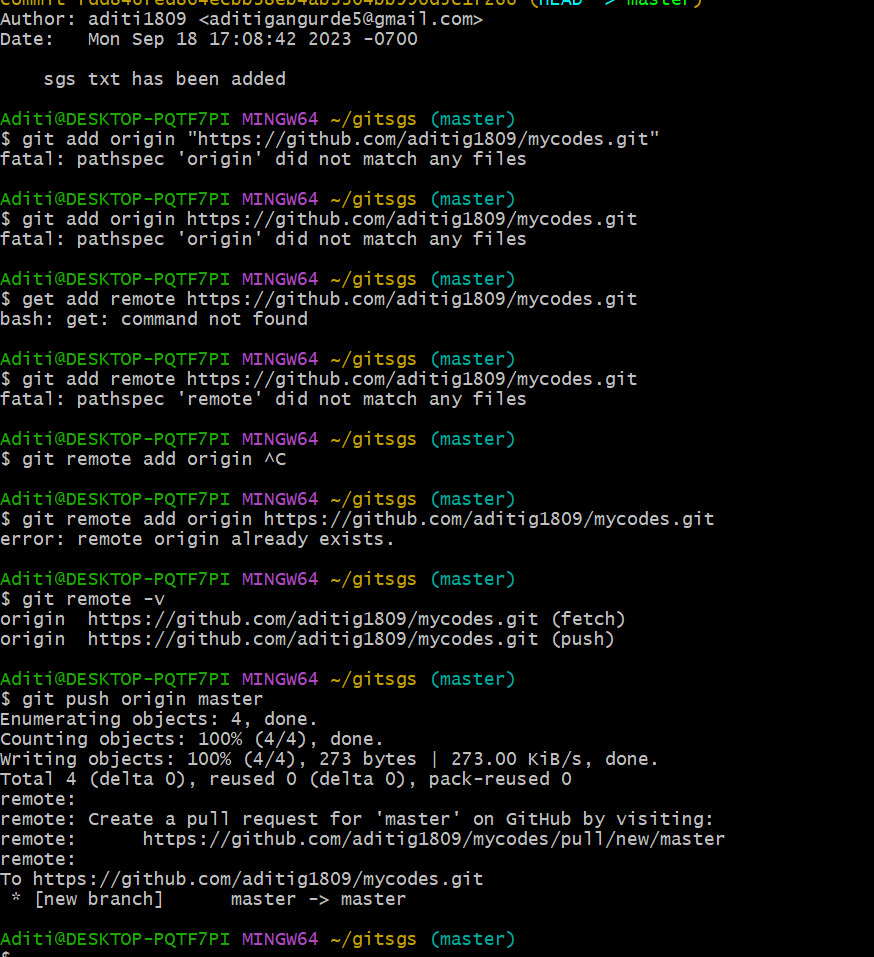 (HEAD -> master)
Author: aditi1809 <aditigangurde5@gmail.com>
Date:   Mon Sep 18 17:08:42 2023 -0700
    sgs txt has been added
Aditi@DESKTOP-PQTF7PI MINGW64 ~/gitsgs (master)
$ git add origin "https://github.com/aditig1809/mycodes.git"
fatal: pathspec 'origin' did not match any files
Aditi@DESKTOP-PQTF7PI MINGW64 ~/gitsgs (master)
$ git add origin https://github.com/aditig1809/mycodes.git
fatal: pathspec 'origin' did not match any files
Aditi@DESKTOP-PQTF7PI MINGW64 ~/gitsgs (master)
$ get add remote https://github.com/aditig1809/mycodes.git
bash: get: command not found
Aditi@DESKTOP-PQTF7PI MINGW64 ~/gitsgs (master)
$ git add remote https://github.com/aditig1809/mycodes.git
fatal: pathspec 'remote' did not match any files
Aditi@DESKTOP-PQTF7PI MINGW64 ~/gitsgs (master)
$ git remote add origin ^C
Aditi@DESKTOP-PQTF7PI MINGW64 ~/gitsgs (master)
$ git remote add origin https://github.com/aditig1809/mycodes.git
error: remote origin already exists.
Aditi@DESKTOP-PQTF7PI MINGW64 ~/gitsgs (master)
$ git remote -v
origin  https://github.com/aditig1809/mycodes.git (fetch)
origin  https://github.com/aditig1809/mycodes.git (push)
Aditi@DESKTOP-PQTF7PI MINGW64 ~/gitsgs (master)
$ git push origin master
Enumerating objects: 4, done.
Counting objects: 100% (4/4), done.
Writing objects: 100% (4/4), 273 bytes | 273.00 KiB/s, done.
Total 4 (delta 0), reused 0 (delta 0), pack-reused 0
remote:
remote: Create a pull request for 'master' on GitHub by visiting:
remote:      https://github.com/aditig1809/mycodes/pull/new/master
remote:
To https://github.com/aditig1809/mycodes.git
 * [new branch]      master -> master
Aditi@DESKTOP-PQTF7PI MINGW64 ~/gitsgs (master)
$